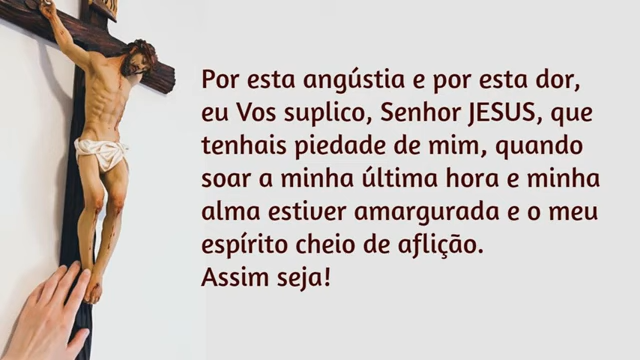 Por esta angústia e por esta dor,
eu Vos suplico, Senhor JESUS, que
tenhais piedade de mim, quando
soar a minha última hora e minha
alma estiver amargurada e o meu
espírito cheio de aflição.
Assim seja!